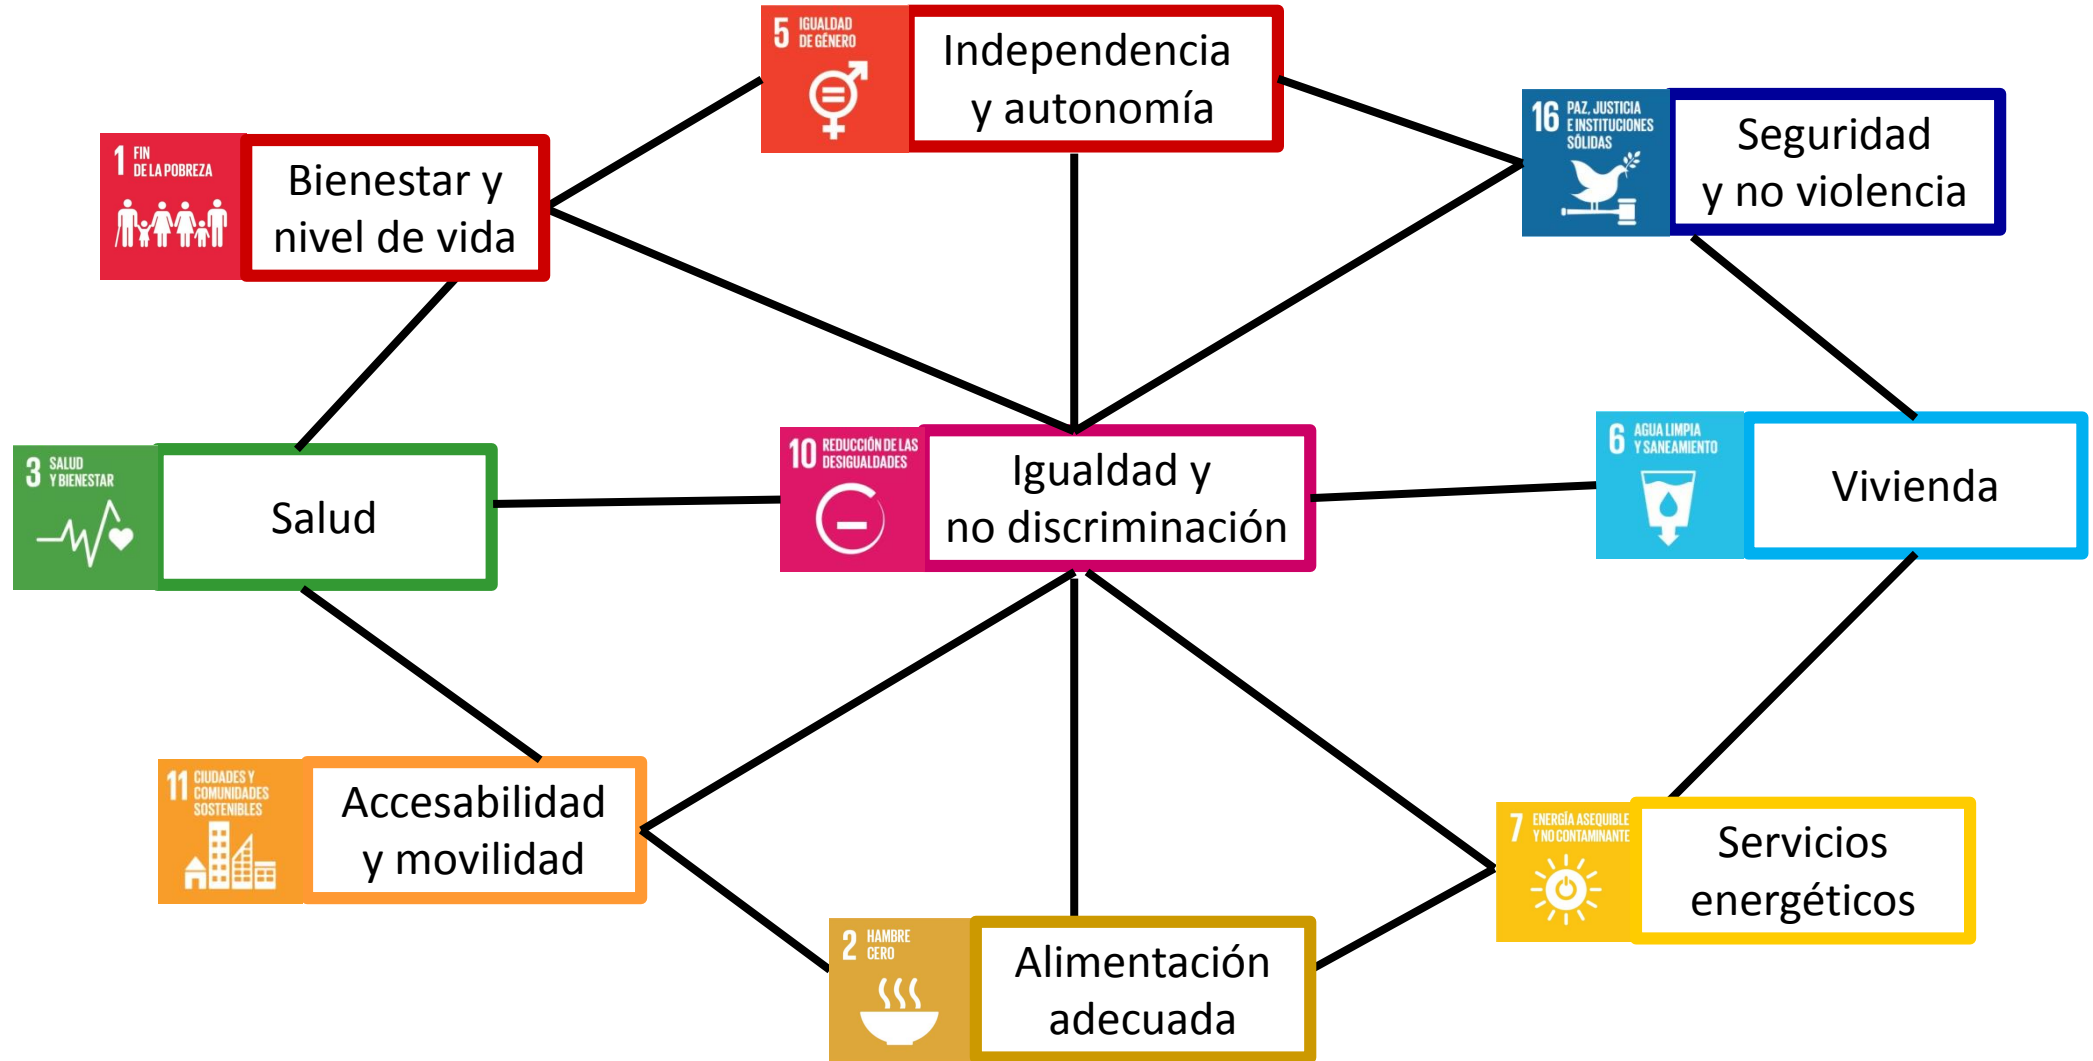 5 IGUALDAD
DE GÉNERO
Independencia
y autonomía
1 FIN
DE LA POBREZA
Bienestar y
nivel de vida
16 PAZ, JUSTICIA
E INSTITUCIONES
SÓLIDAS
Seguridad
y no violencia
3 SALUD
Y BIENESTAR
Salud
10 REDUCCIÓN DE LAS
DESIGUALDADES
Igualdad y
no discriminación
6 AGUA LIMPIA
Y SANEAMIENTO
Vivienda
11 CIUDADES Y
COMUNIDADES
SOSTENIBLES
Accesabilidad
y movilidad
2 HAMBRE
CERO
Alimentación
adecuada
7 ENERGÍA ASEQUIBLE
Y NO CONTAMINANTE
Servicios
energéticos